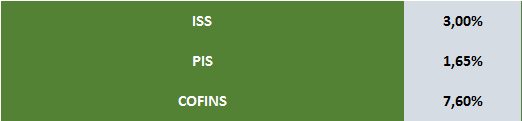 ISS 3,00%
PIS 1,65%
COFINS 7,60%